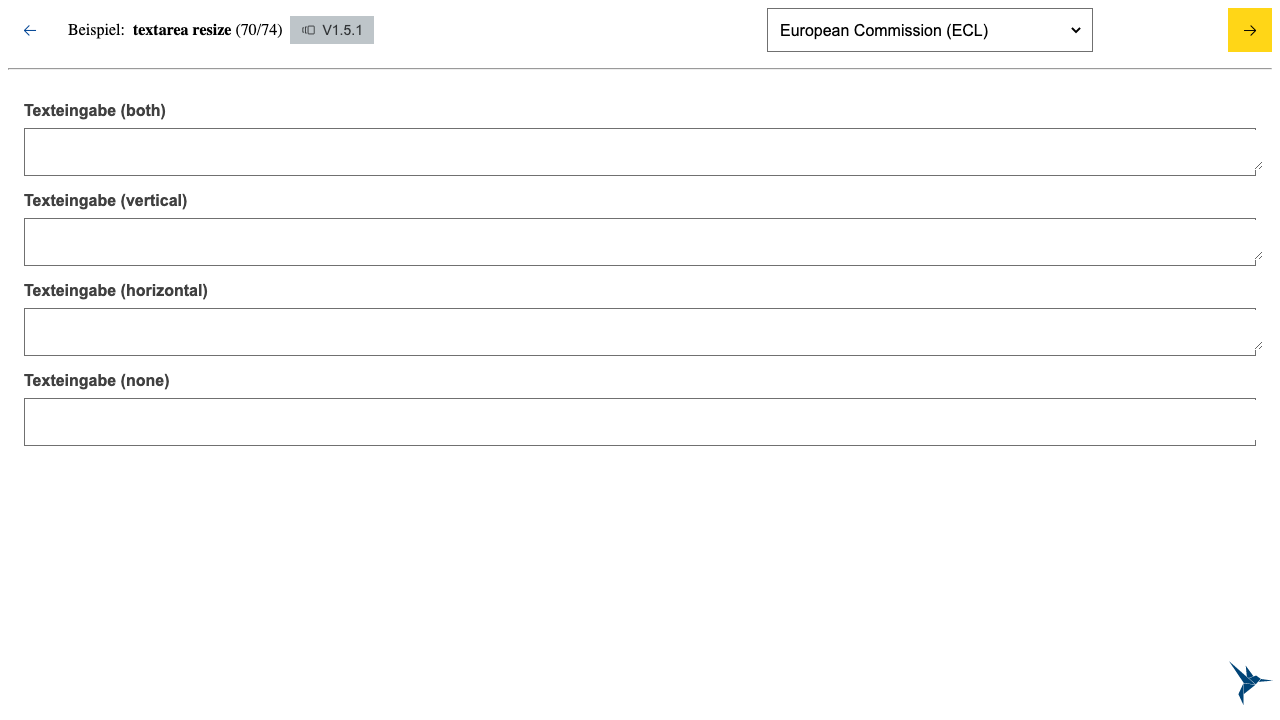 Beispiel: textarea resize (70/74) V1.5.1 European Commission (ECL)
Texteingabe (both)
Texteingabe (vertical)
Texteingabe (horizontal)
Texteingabe (none)